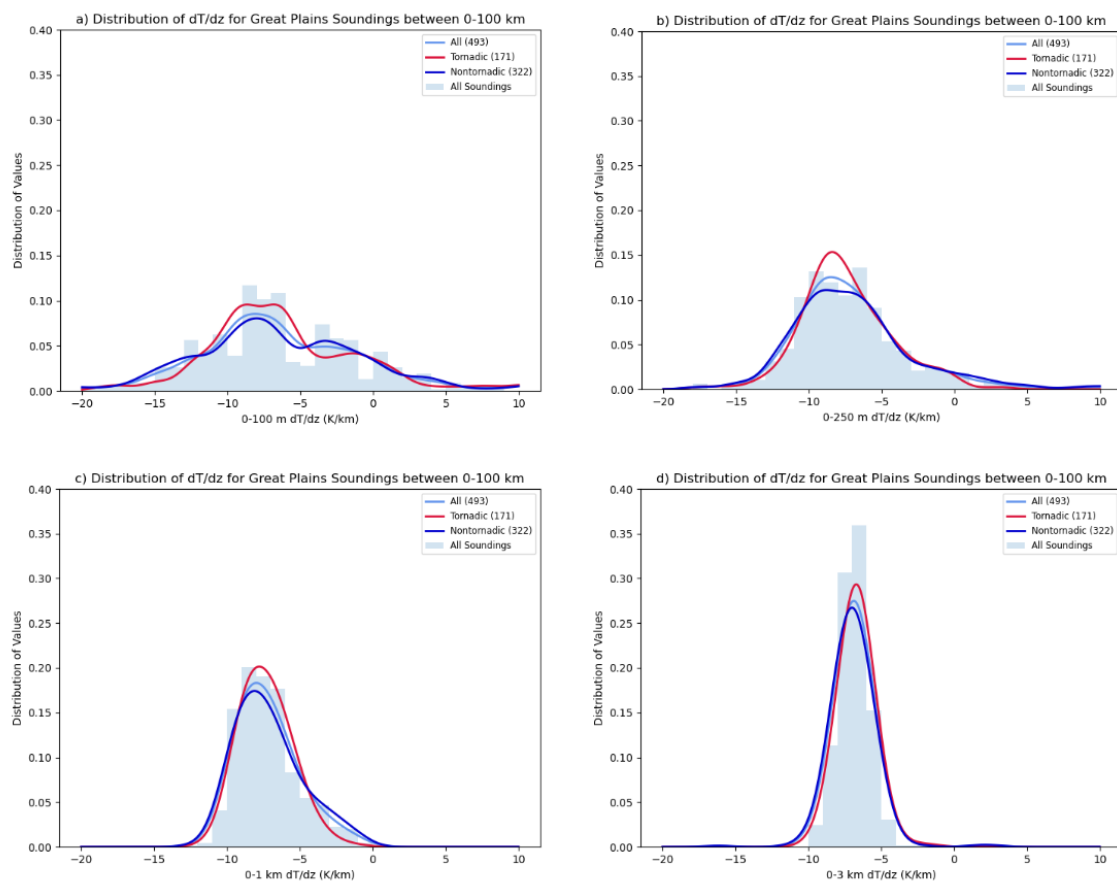 a) Distribution of dT/dz for Great Plains Soundings between 0-100 km
0.40
0.35
0.30
0.25
0.20
0.15
0.10
0.05
0.00
Distribution of Values
All (493)
Tornadic (171)
Nontornadic (322)
All Soundings
−20 −15 −10 −5 0 5 10
0-100 m dT/dz (K/km)
b) Distribution of dT/dz for Great Plains Soundings between 0-100 km
0.40
0.35
0.30
0.25
0.20
0.15
0.10
0.05
0.00
Distribution of Values
All (493)
Tornadic (171)
Nontornadic (322)
All Soundings
−20 −15 −10 −5 0 5 10
0-250 m dT/dz (K/km)
c) Distribution of dT/dz for Great Plains Soundings between 0-100 km
0.40
0.35
0.30
0.25
0.20
0.15
0.10
0.05
0.00
Distribution of Values
All (493)
Tornadic (171)
Nontornadic (322)
All Soundings
−20 −15 −10 −5 0 5 10
0-1 km dT/dz (K/km)
d) Distribution of dT/dz for Great Plains Soundings between 0-100 km
0.40
0.35
0.30
0.25
0.20
0.15
0.10
0.05
0.00
Distribution of Values
All (493)
Tornadic (171)
Nontornadic (322)
All Soundings
−20 −15 −10 −5 0 5 10
0-3 km dT/dz (K/km)